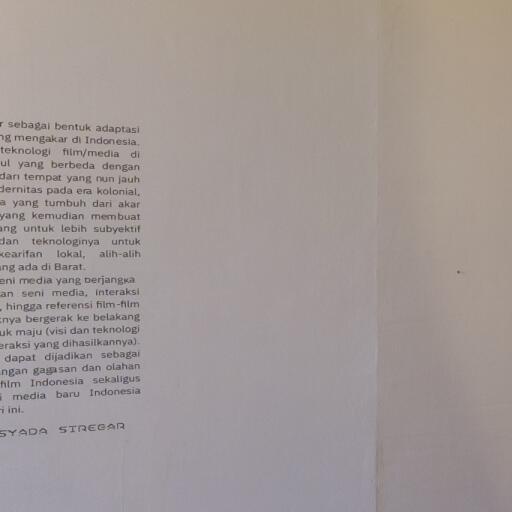 r sebagai bentuk adaptasi
ng mengakar di Indonesia.
teknologi film/media di
ul yang berbeda dengan
dari tempat yang nun jauh
dernitas pada era kolonial,
a yang tumbuh dari akar
yang kemudian membuat
ang untuk lebih subyektif
dan teknologinya untuk
kearifan lokal, alih-alih
ng ada di Barat.
eni media yang berjangka
an seni media, interaksi
, hingga referensi film-film
knya bergerak ke belakang
uk maju (visi dan teknologi
eraksi yang dihasilkannya).
dapat dijadikan sebagai
ngan gagasan dan olahan
film Indonesia sekaligus
i media baru Indonesia
ri ini.
SYADA SIREGAR